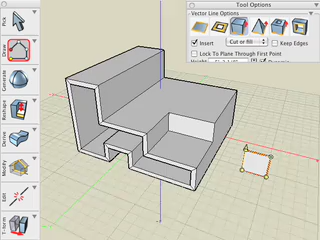 Tool Options
Vector Line Options
Insert
Cut or fill
Keep Edges
Lock To Plane Through First Point
Draw
Generate
Reshape
Derive
Modify
Edit
T-form